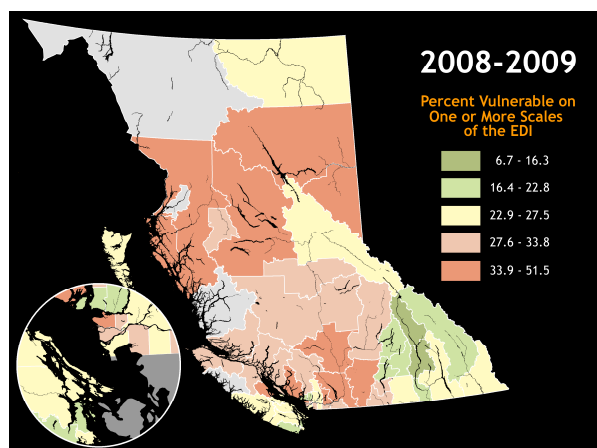 2008-2009
Percent Vulnerable on
One or More Scales
of the EDI
6.7 - 16.3
16.4 - 22.8
22.9 - 27.5
27.6 - 33.8
33.9 - 51.5